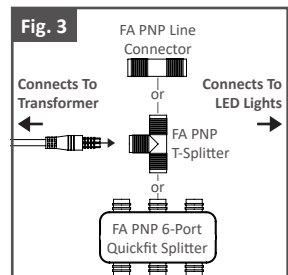 Fig. 3
FA PNP Line
Connector
Connects To
Transformer
Connects To
LED Lights
or
FA PNP
T-Splitter
or
FA PNP 6-Port
Quickfit Splitter